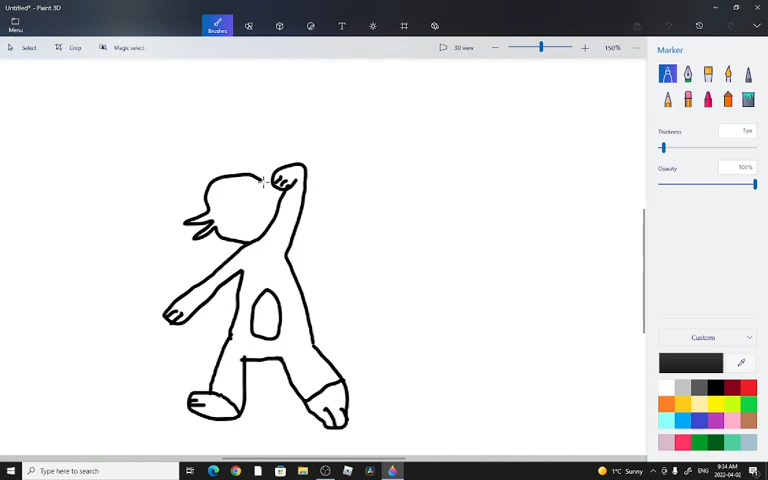 Untitled* - Paint 3D
Menu
Brushes
Select
Crop
Magic select
3D view
150%
Marker
Thickness
5px
Opacity
100%
Custom
Type here to search
1°C Sunny
ENG
9:34 AM
2022-04-02